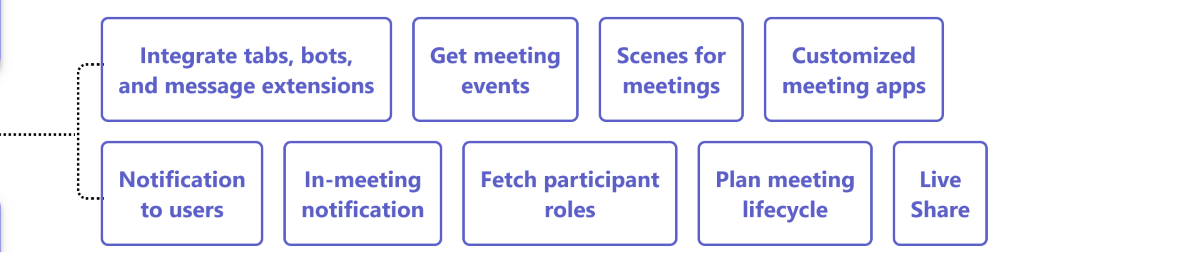 Integrate tabs, bots,
and message extensions
Get meeting
events
Scenes for
meetings
Customized
meeting apps
Notification
to users
In-meeting
notification
Fetch participant
roles
Plan meeting
lifecycle
Live
Share